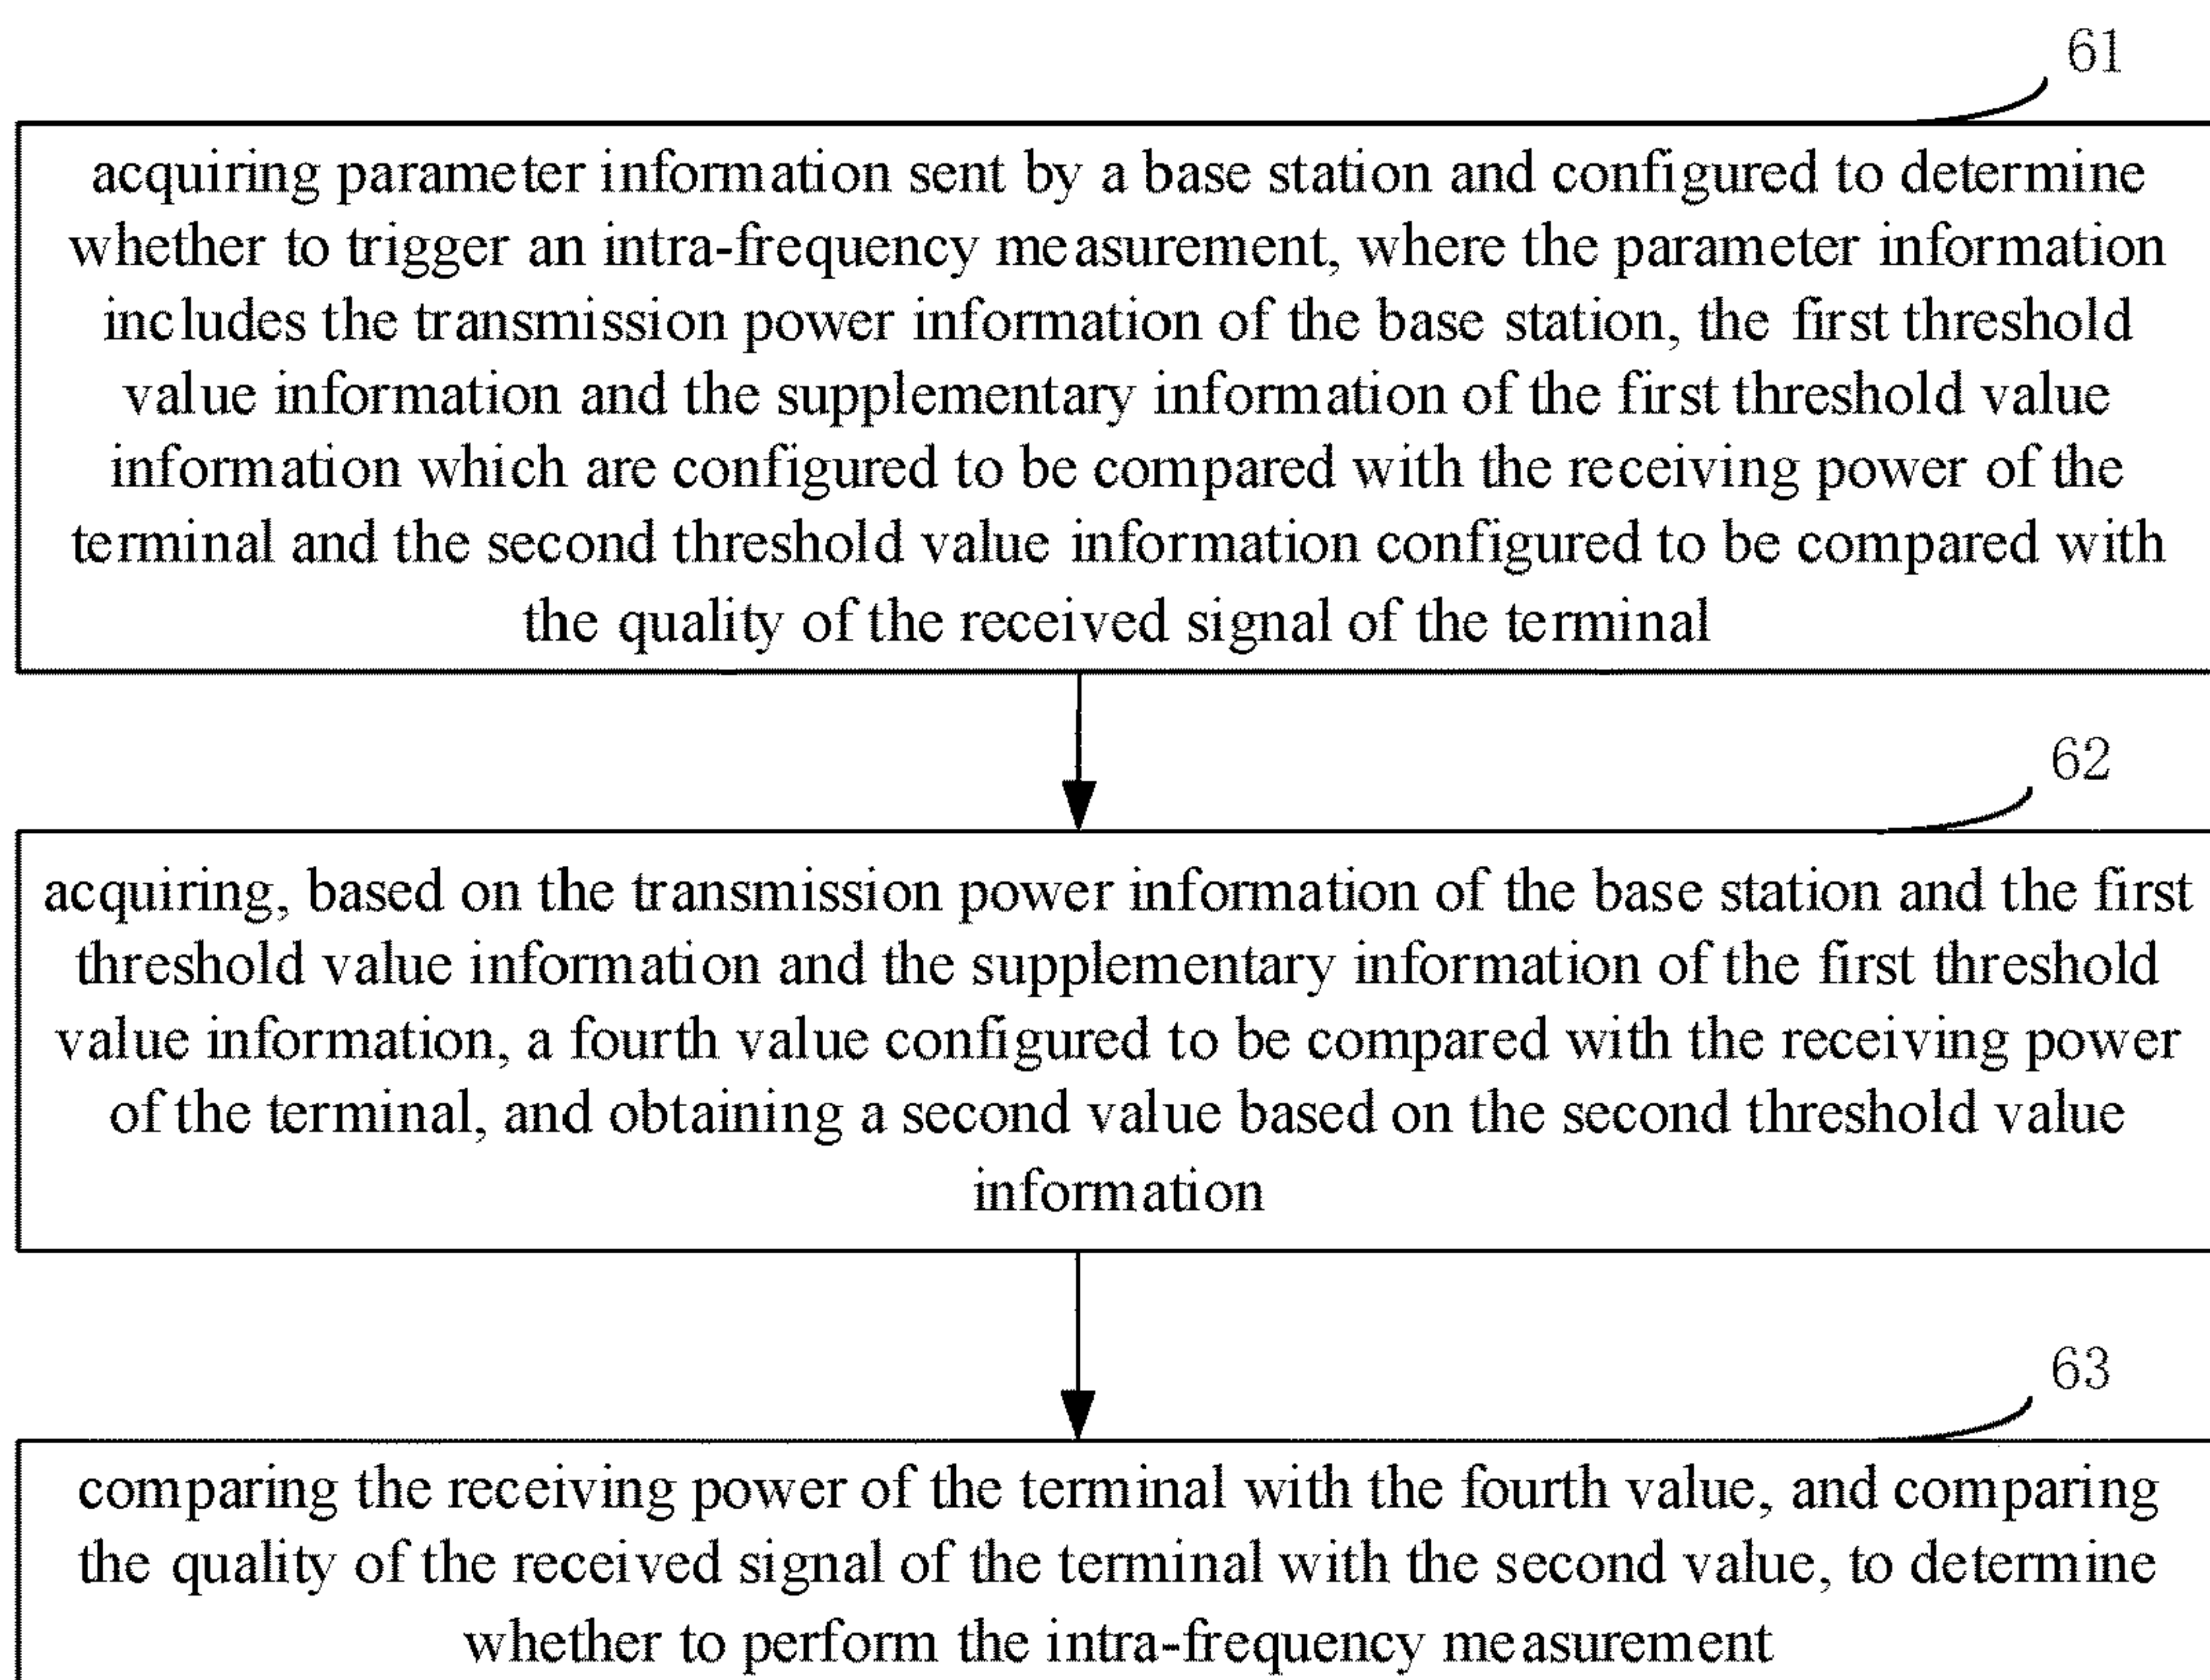 61
acquiring parameter information sent by a base station and configured to determine
whether to trigger an intra-frequency measurement, where the parameter information
includes the transmission power information of the base station, the first threshold
value information and the supplementary information of the first threshold value
information which are configured to be compared with the receiving power of the
terminal and the second threshold value information configured to be compared with
the quality of the received signal of the terminal
62
acquiring, based on the transmission power information of the base station and the first
threshold value information and the supplementary information of the first threshold
value information, a fourth value configured to be compared with the receiving power
of the terminal, and obtaining a second value based on the second threshold value
information
63
comparing the receiving power of the terminal with the fourth value, and comparing
the quality of the received signal of the terminal with the second value, to determine
whether to perform the intra-frequency measurement